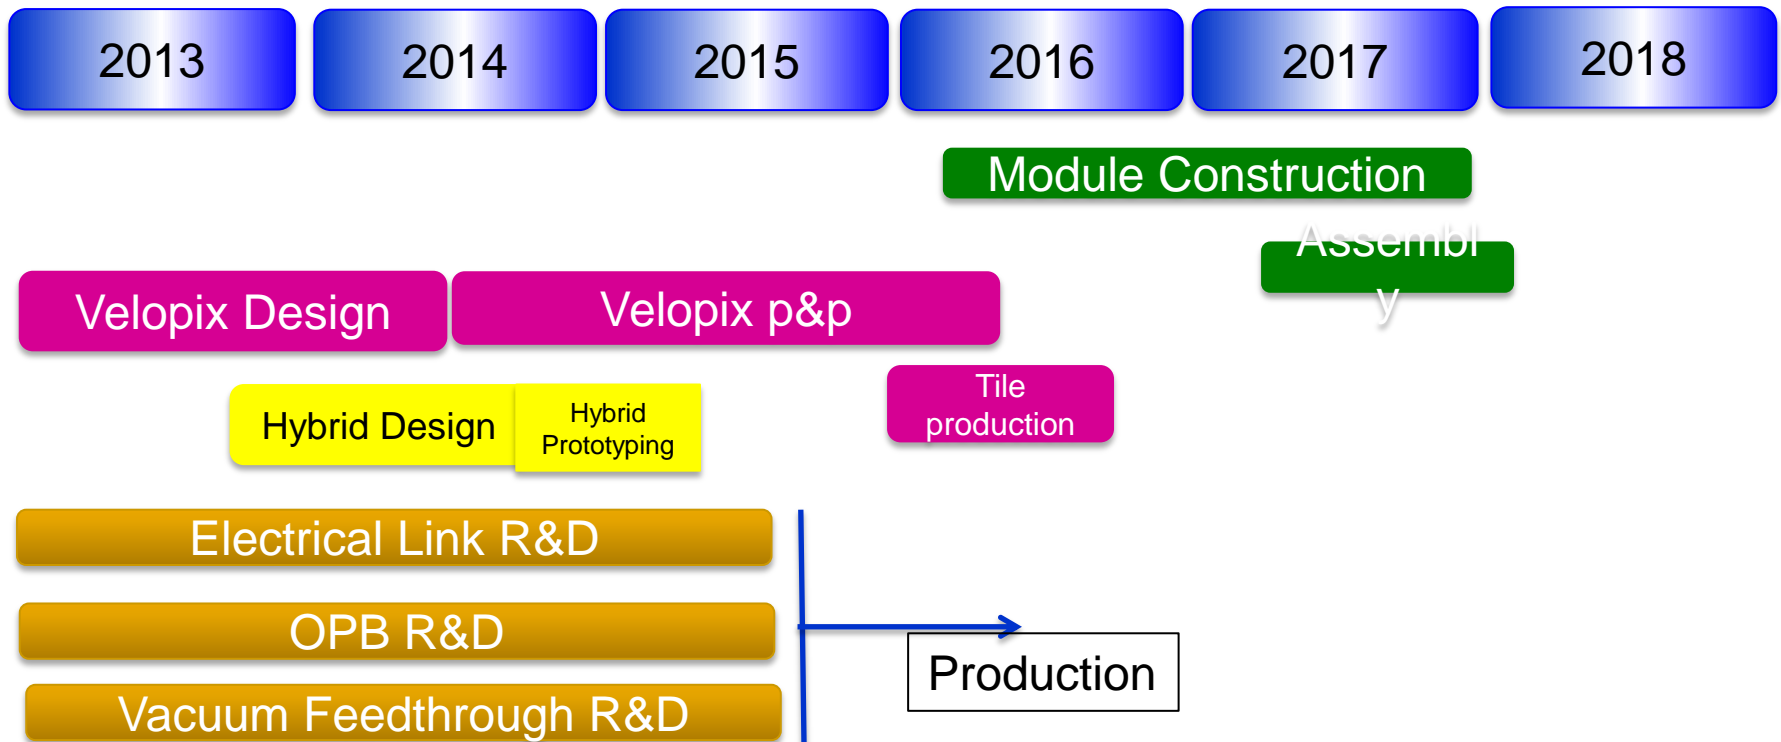 2013
2014
2015
2016
2017
2018
Module Construction
Assembl
y
Velopix Design
Velopix p&p
Tile
production
Hybrid Design
Hybrid
Prototyping
Electrical Link R&D
OPB R&D
Production
Vacuum Feedthrough R&D